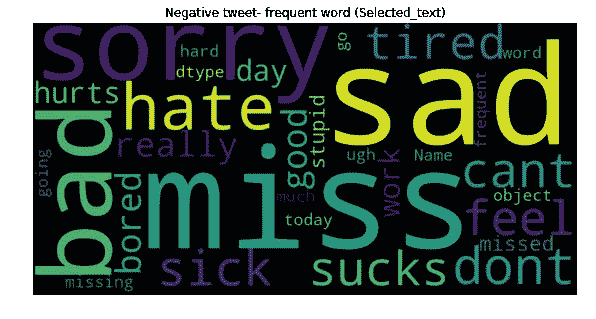 Negative tweet- frequent word (Selected_text)
sorry
hard
dtype
day
go
tired
word
hurts
hate
sad
frequent
bad
really
good
stupid
ugh
Name
cant
going
bored
miss
much
work
object
today
feel
missed
missing
sick
sucks
dont